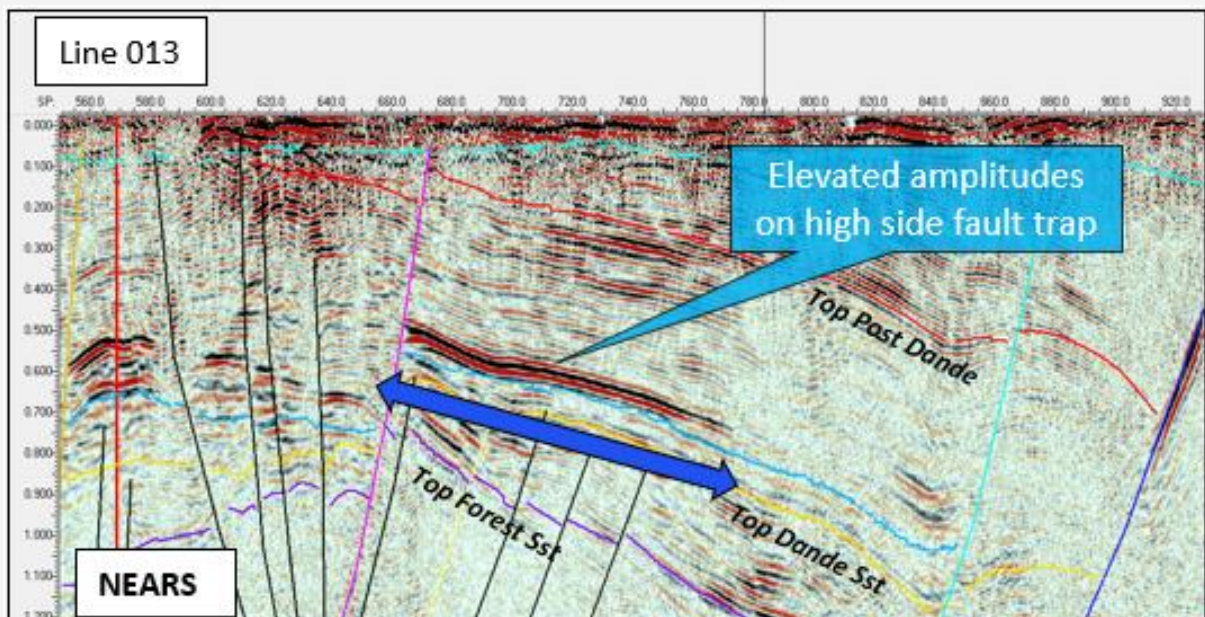 Line 013
SP: 560.0 580.0 600.0 620.0 640.0 660.0 680.0 700.0 720.0 740.0 760.0 800.0 820.0 840.0 860.0 880.0 900.0 920.0
0.000
0.100
0.200
0.300
0.400
0.500
0.600
0.700
0.800
0.900
1.000
1.100
1.200
Elevated amplitudes
on high side fault trap
Top Post Dande
Top Forest Sst
Top Dande Sst
NEARS